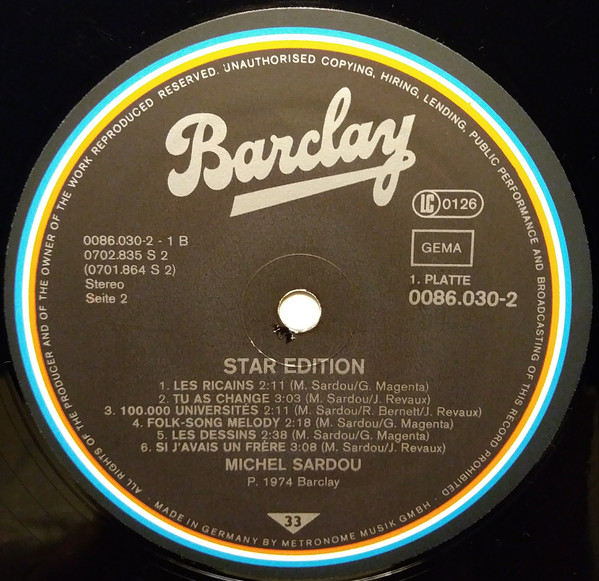 ALL RIGHTS OF THE PRODUCER AND OF THE OWNER OF THE WORK REPRODUCED RESERVED. UNAUTHORISED COPYING, HIRING, LENDING, PUBLIC PERFORMANCE AND BROADCASTING OF THIS RECORD PROHIBITED
Barclay
LC 0126
GEMA
0086.030-2 - 1 B
0702.835 S 2
(0701.864 S 2)
Stereo
Seite 2
1. PLATTE
0086.030-2
STAR EDITION
1. LES RICAINS 2:11 (M. Sardou/G. Magenta)
2. TU AS CHANGE 3:03 (M. Sardou/J. Revaux)
3. 100.000 UNIVERSITÉS 2:11 (M. Sardou/R. Bernett/J. Revaux)
4. FOLK-SONG MELODY 2:18 (M. Sardou/G. Magenta)
5. LES DESSINS 2:38 (M. Sardou/G. Magenta)
6. SI J'AVAIS UN FRÈRE 3:08 (M. Sardou/J. Revaux)
MICHEL SARDOU
P. 1974 Barclay
33
- MADE IN GERMANY BY METRONOME MUSIK GMBH -